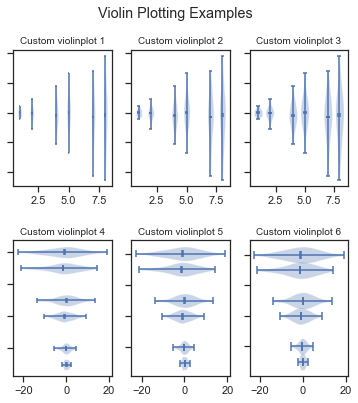 Violin Plotting Examples
Custom violinplot 1
Custom violinplot 2
Custom violinplot 3
2.5 5.0 7.5
2.5 5.0 7.5
2.5 5.0 7.5
Custom violinplot 4
Custom violinplot 5
Custom violinplot 6
−20 0 20
−20 0 20
−20 0 20